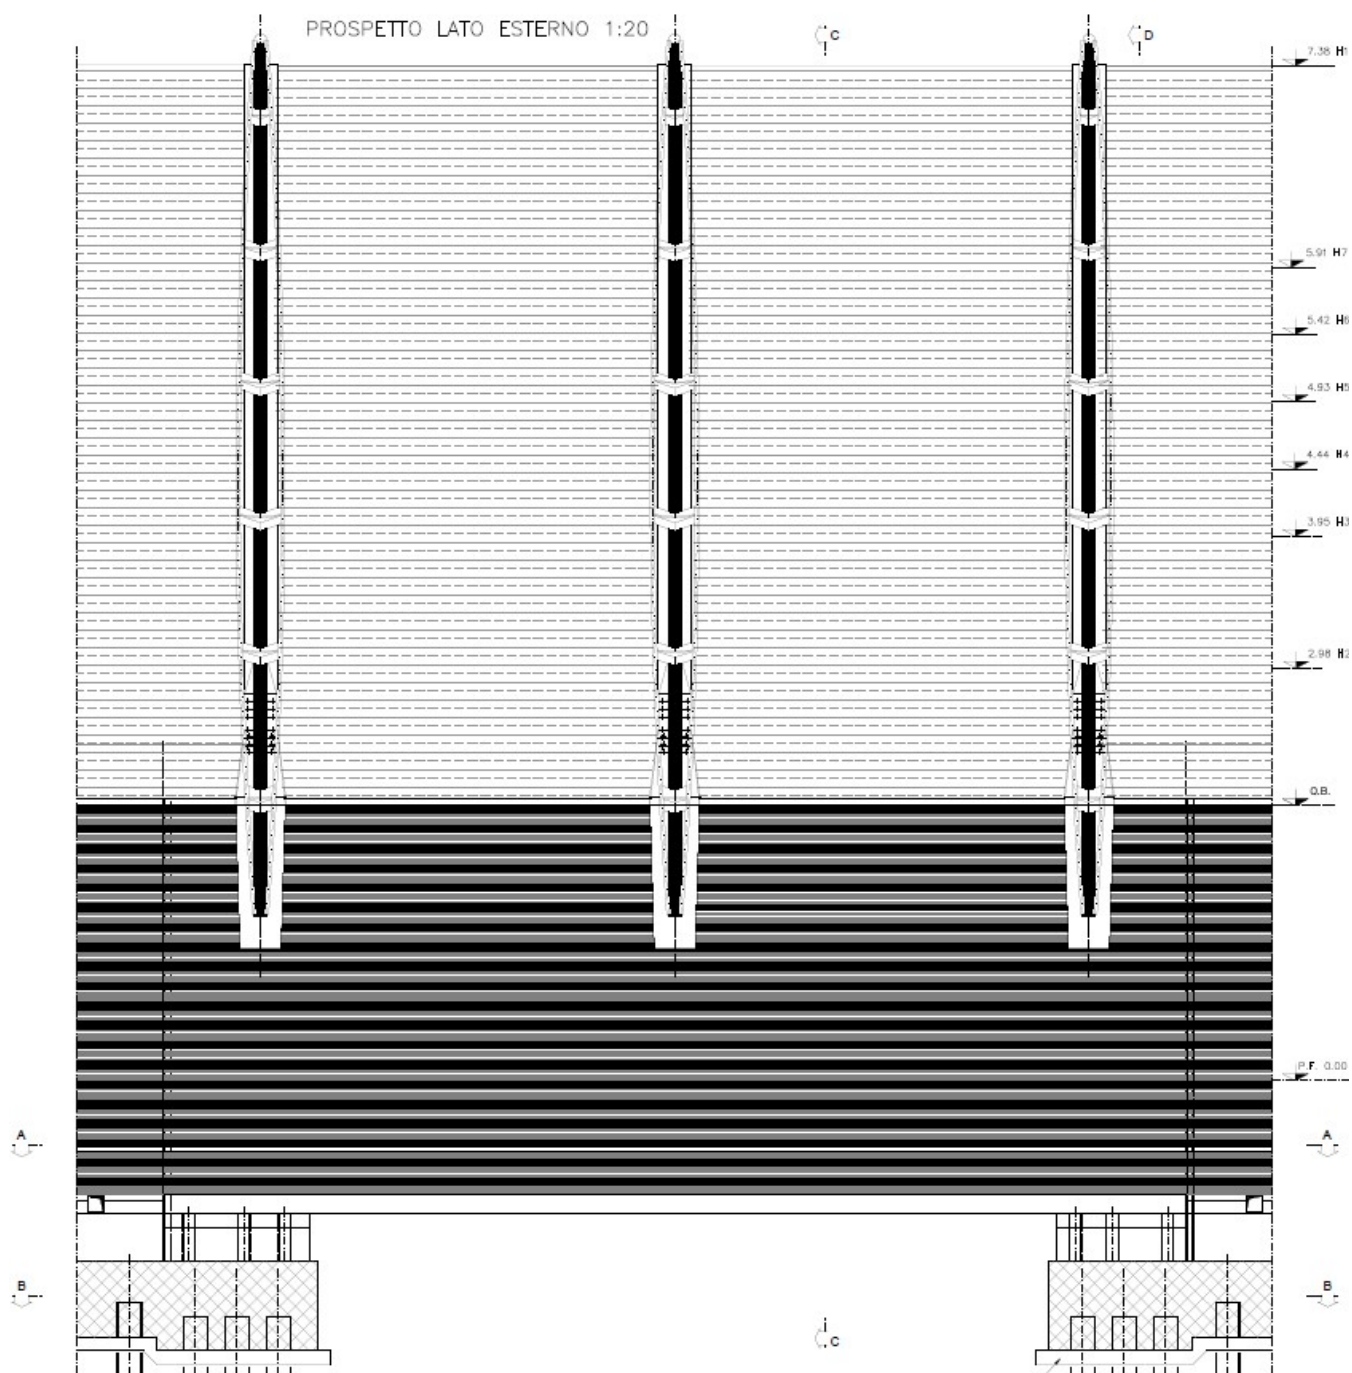 PROSPETTO LATO ESTERNO 1:20
C
D
7.38 H1
5.91 H7
5.42 H6
4.93 H5
4.44 H4
3.95 H3
2.98 H2
Q.B.
P.F. 0.00
A
A
B
B
C